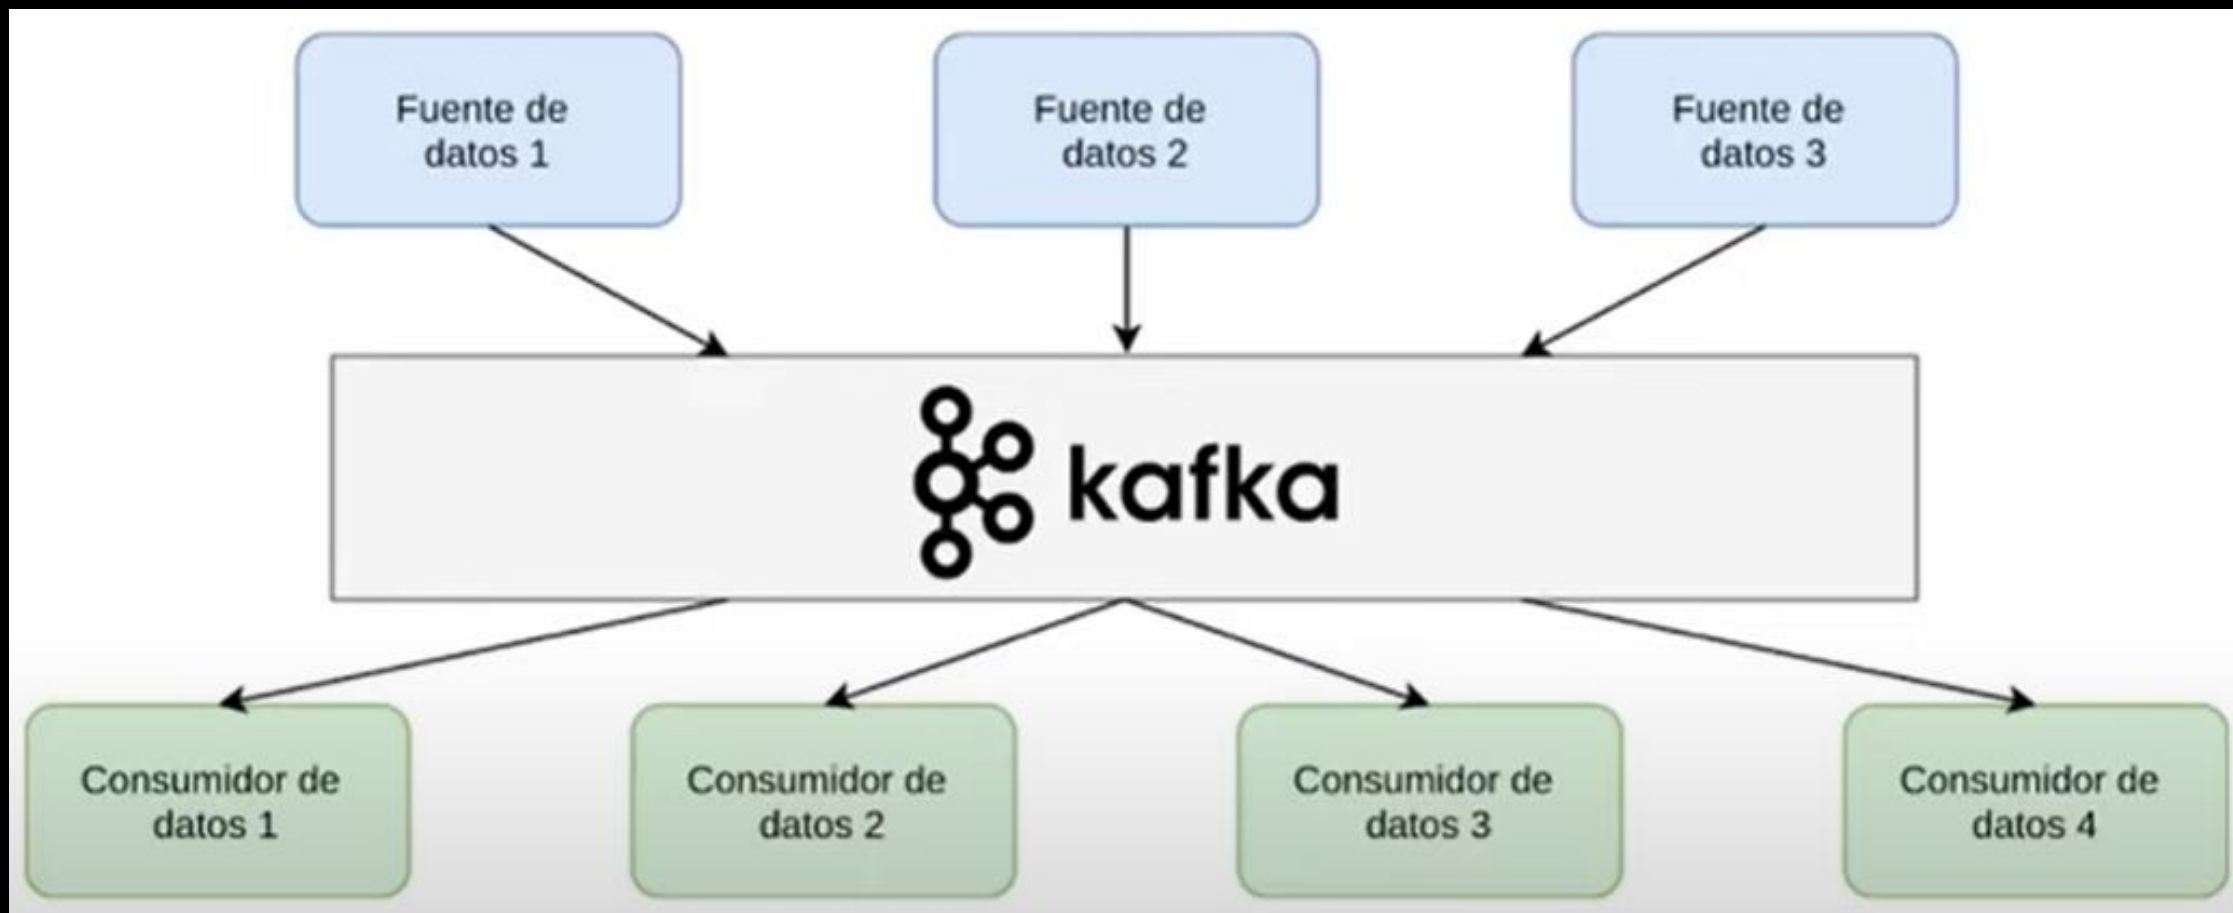 Fuente de
datos 1
Fuente de
datos 2
Fuente de
datos 3
kafka
Consumidor de
datos 1
Consumidor de
datos 2
Consumidor de
datos 3
Consumidor de
datos 4